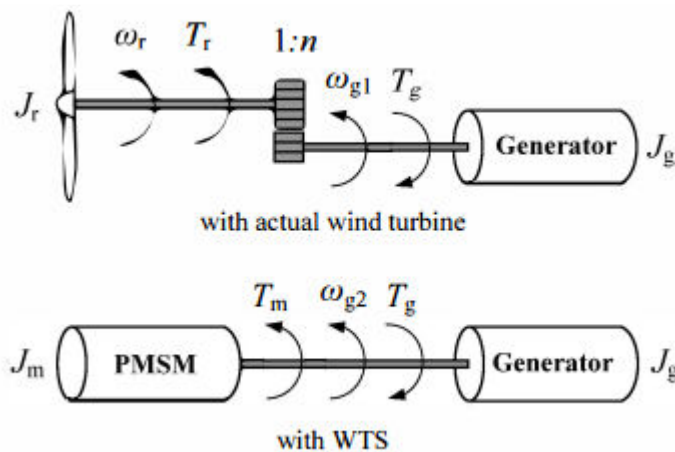 ωr Tr 1:n
Jr ωg1 Tg
Generator Jg
with actual wind turbine
Tm ωg2 Tg
Jm PMSM Generator Jg
with WTS